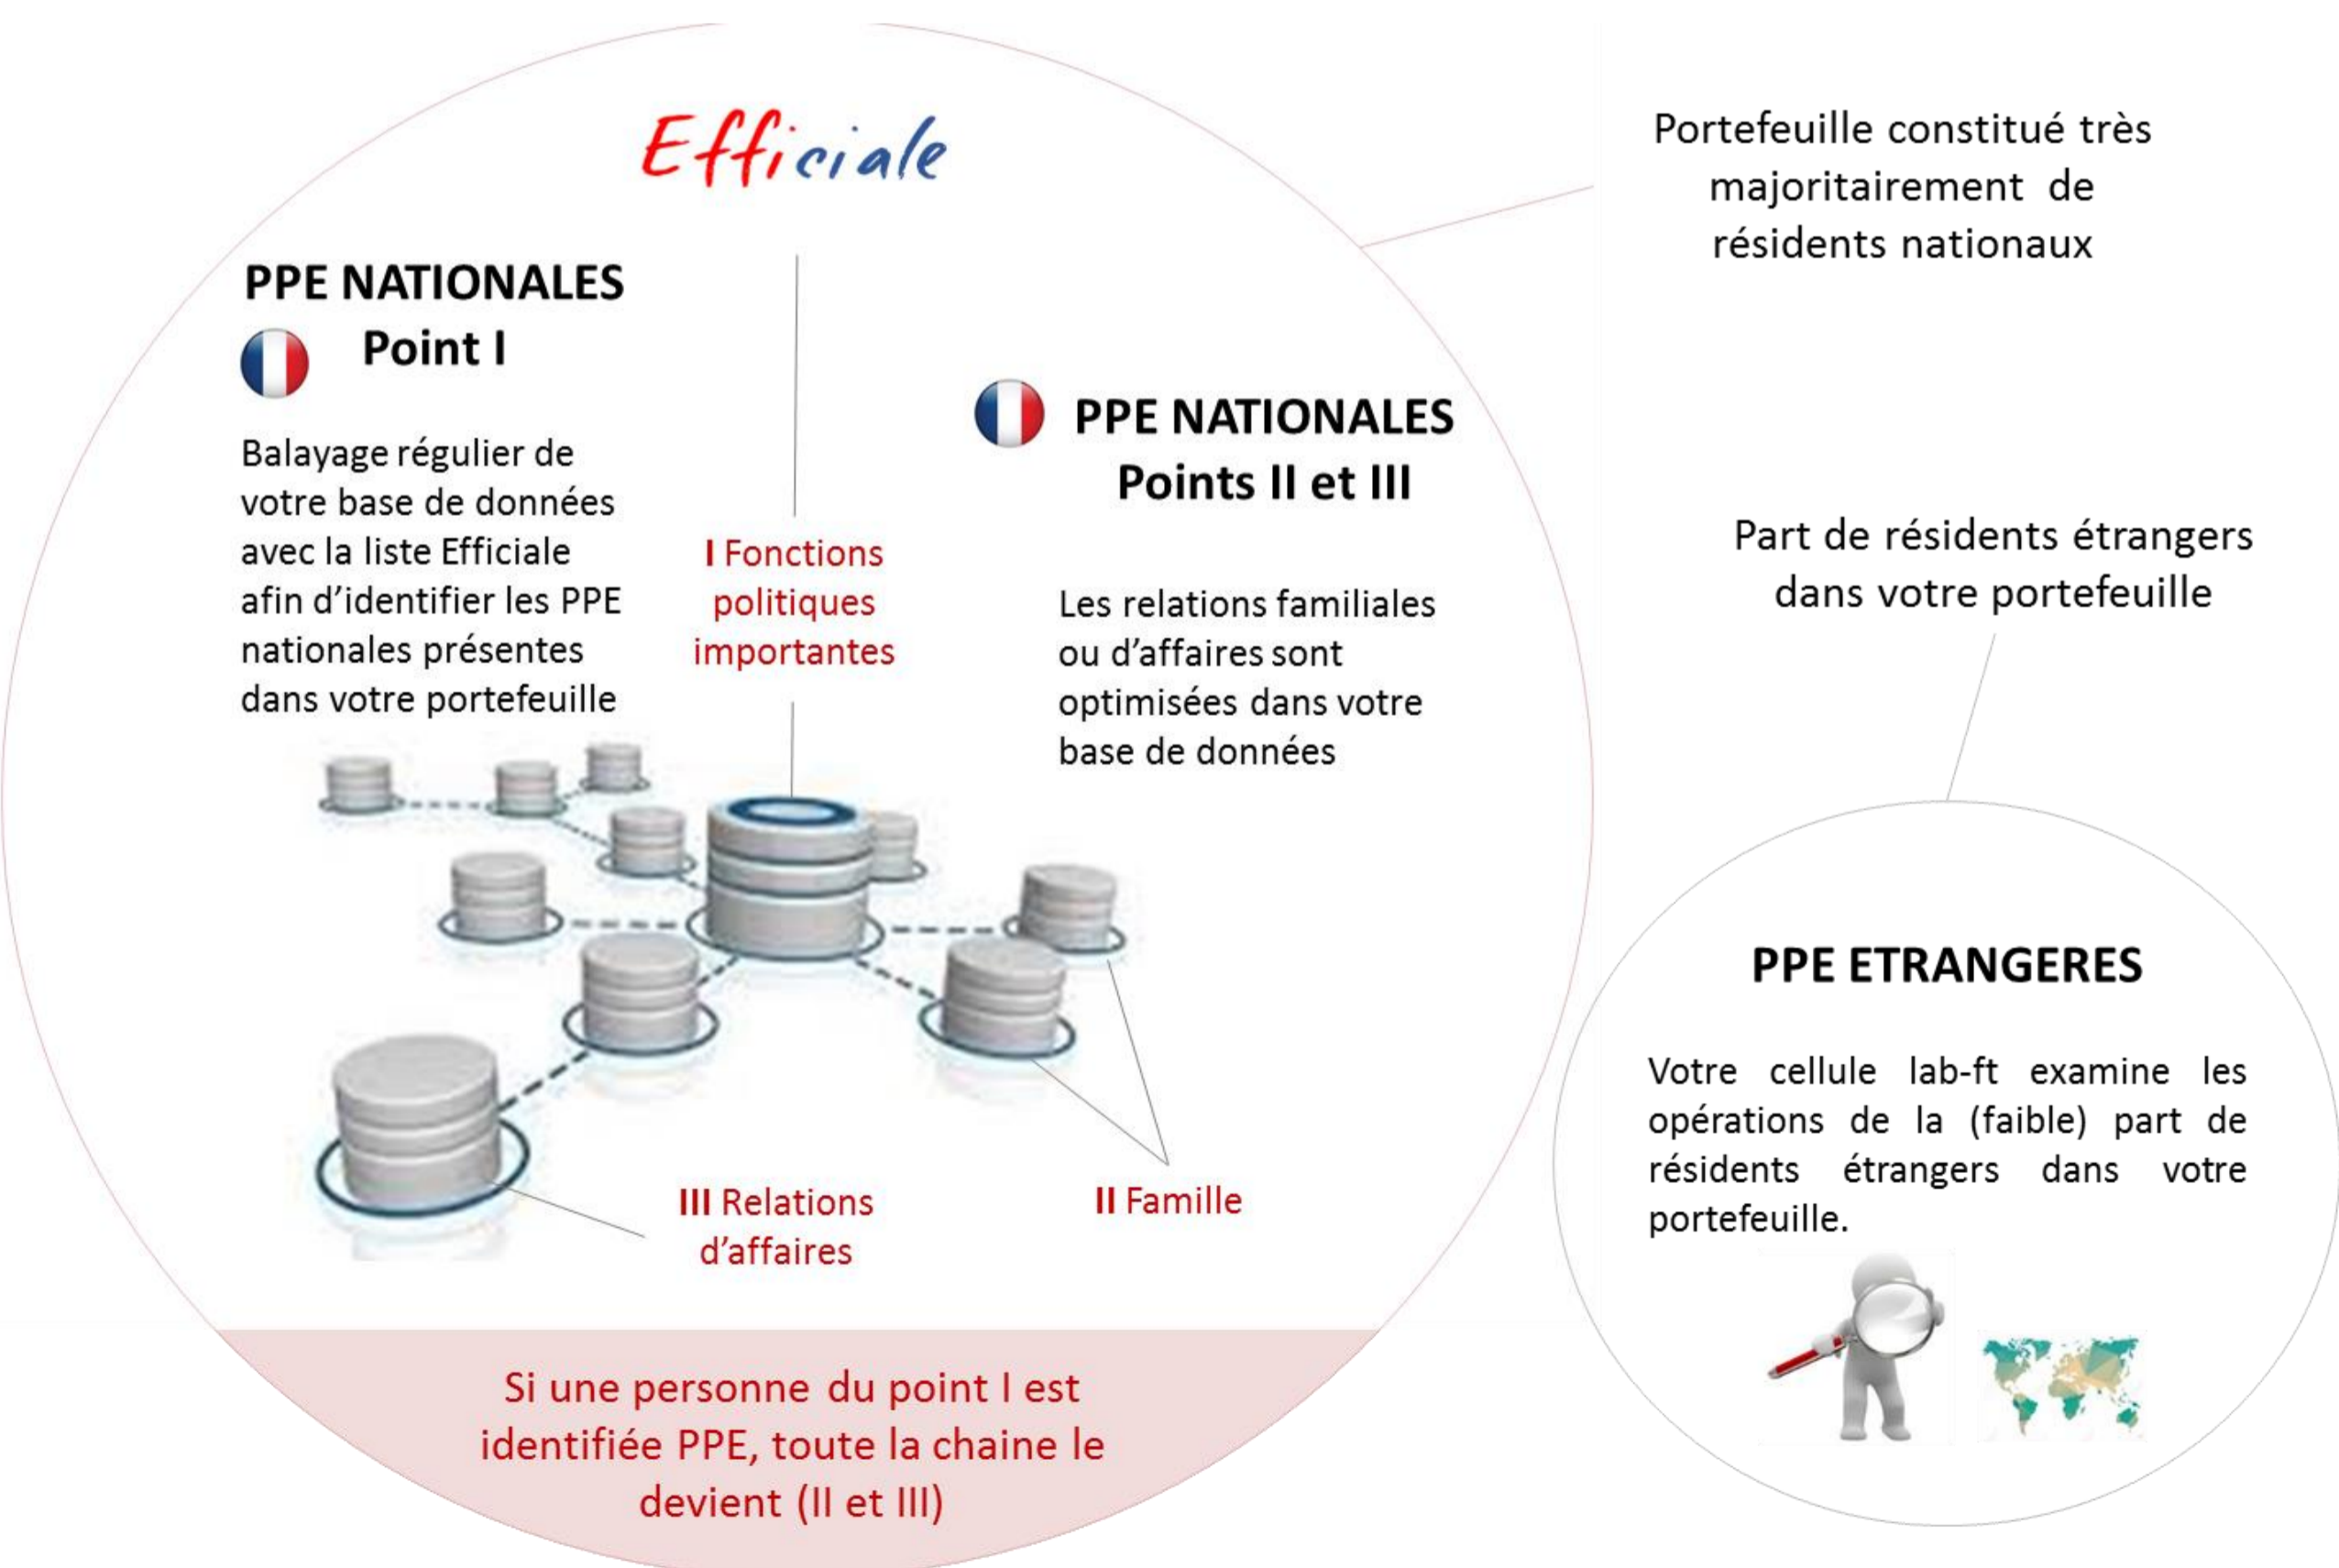 Efficiale
PPE NATIONALES
Point I
Balayage régulier de
votre base de données
avec la liste Efficiale
afin d'identifier les PPE
nationales présentes
dans votre portefeuille
I Fonctions
politiques
importantes
PPE NATIONALES
Points II et III
Les relations familiales
ou d'affaires sont
optimisées dans votre
base de données
III Relations
d'affaires
II Famille
Si une personne du point I est
identifiée PPE, toute la chaine le
devient (II et III)
Portefeuille constitué très
majoritairement de
résidents nationaux
Part de résidents étrangers
dans votre portefeuille
PPE ETRANGERES
Votre cellule lab-ft examine les
opérations de la (faible) part de
résidents étrangers dans votre
portefeuille.